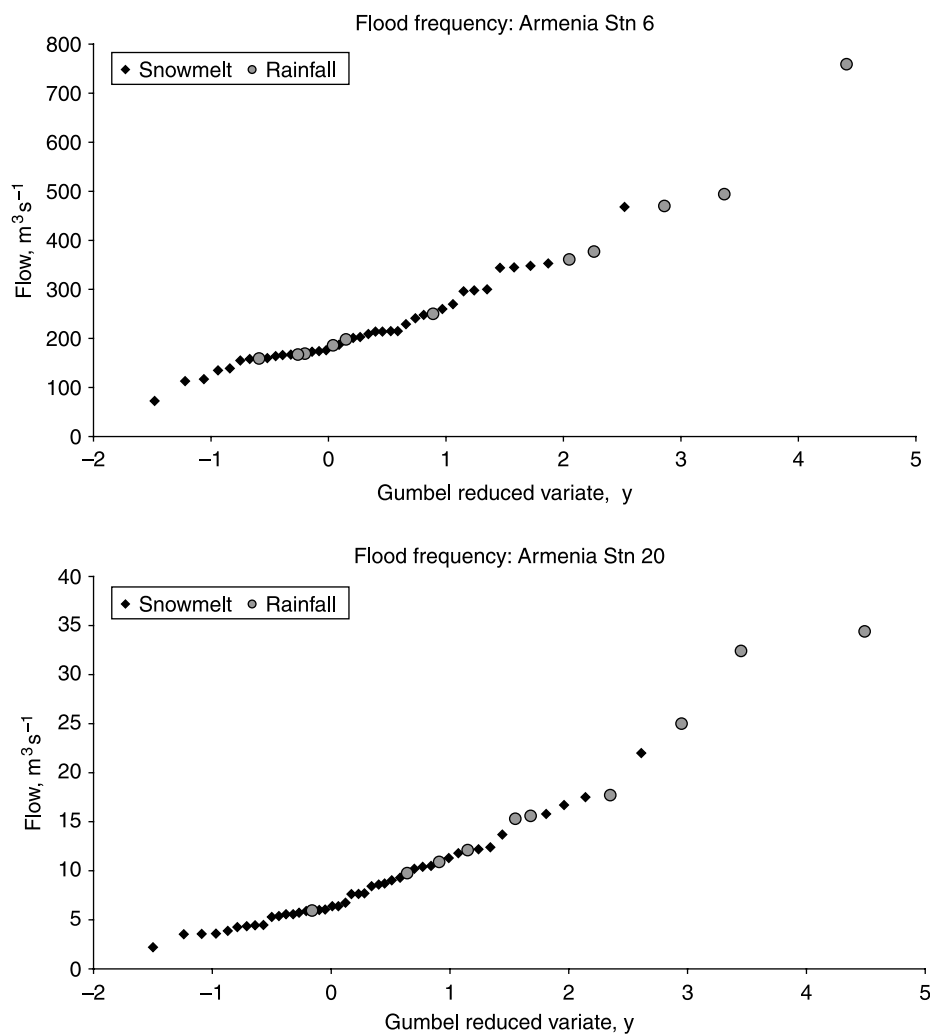 Flood frequency: Armenia Stn 6
800
Snowmelt Rainfall
700
600
500
400
300
200
100
0
Flow, m³s⁻¹
−2 −1 0 1 2 3 4 5
Gumbel reduced variate, y
Flood frequency: Armenia Stn 20
40
Snowmelt Rainfall
35
30
25
20
15
10
5
0
Flow, m³s⁻¹
−2 −1 0 1 2 3 4 5
Gumbel reduced variate, y